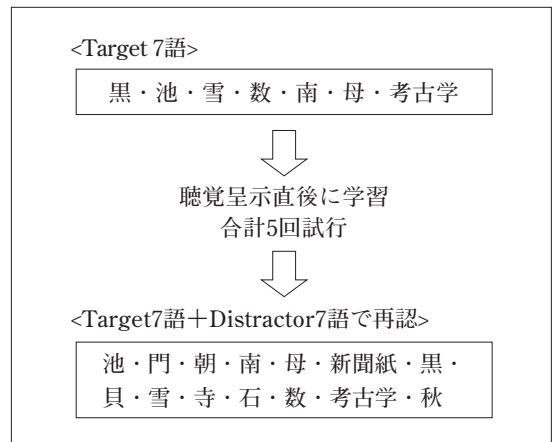 <Target 7語>
黒・池・雪・数・南・母・考古学
聴覚呈示直後に学習
合計5回試行
<Target7語＋Distractor7語で再認>
池・門・朝・南・母・新聞紙・黒・
貝・雪・寺・石・数・考古学・秋